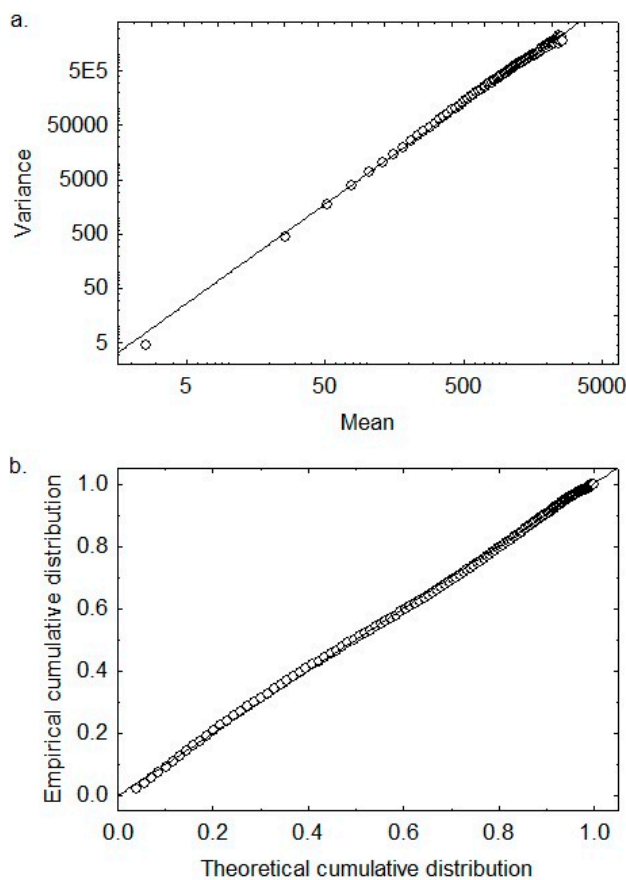 a.
5E5
50000
5000
500
50
5
Variance
5 50 500 5000
Mean
b.
1.0
0.8
0.6
0.4
0.2
0.0
Empirical cumulative distribution
0.0 0.2 0.4 0.6 0.8 1.0
Theoretical cumulative distribution